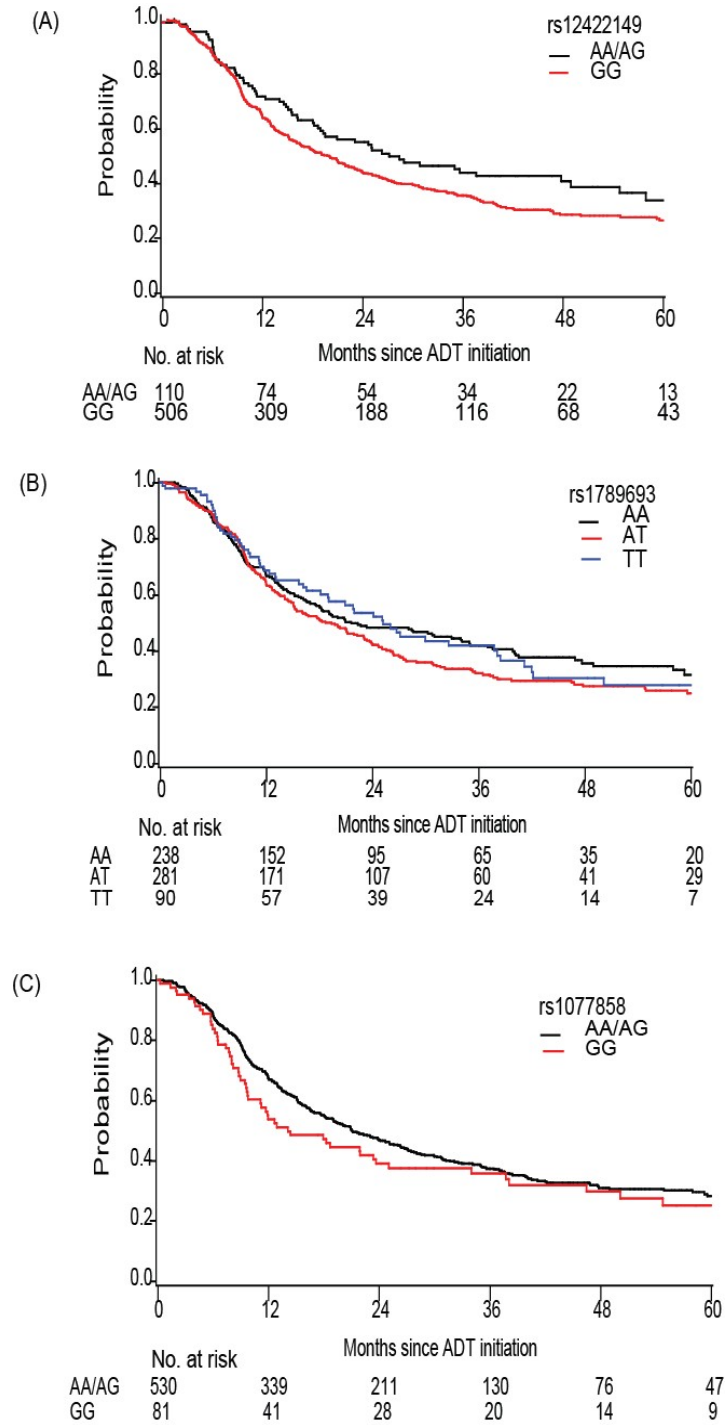 (A)
rs12422149
AA/AG
GG
Probability
1.0
0.8
0.6
0.4
0.2
0.0
0 12 24 36 48 60
No. at risk Months since ADT initiation
AA/AG 110 74 54 34 22 13
GG 506 309 188 116 68 43
(B)
rs1789693
AA
AT
TT
Probability
1.0
0.8
0.6
0.4
0.2
0.0
0 12 24 36 48 60
No. at risk Months since ADT initiation
AA 238 152 95 65 35 20
AT 281 171 107 60 41 29
TT 90 57 39 24 14 7
(C)
rs1077858
AA/AG
GG
Probability
1.0
0.8
0.6
0.4
0.2
0.0
0 12 24 36 48 60
No. at risk Months since ADT initiation
AA/AG 530 339 211 130 76 47
GG 81 41 28 20 14 9